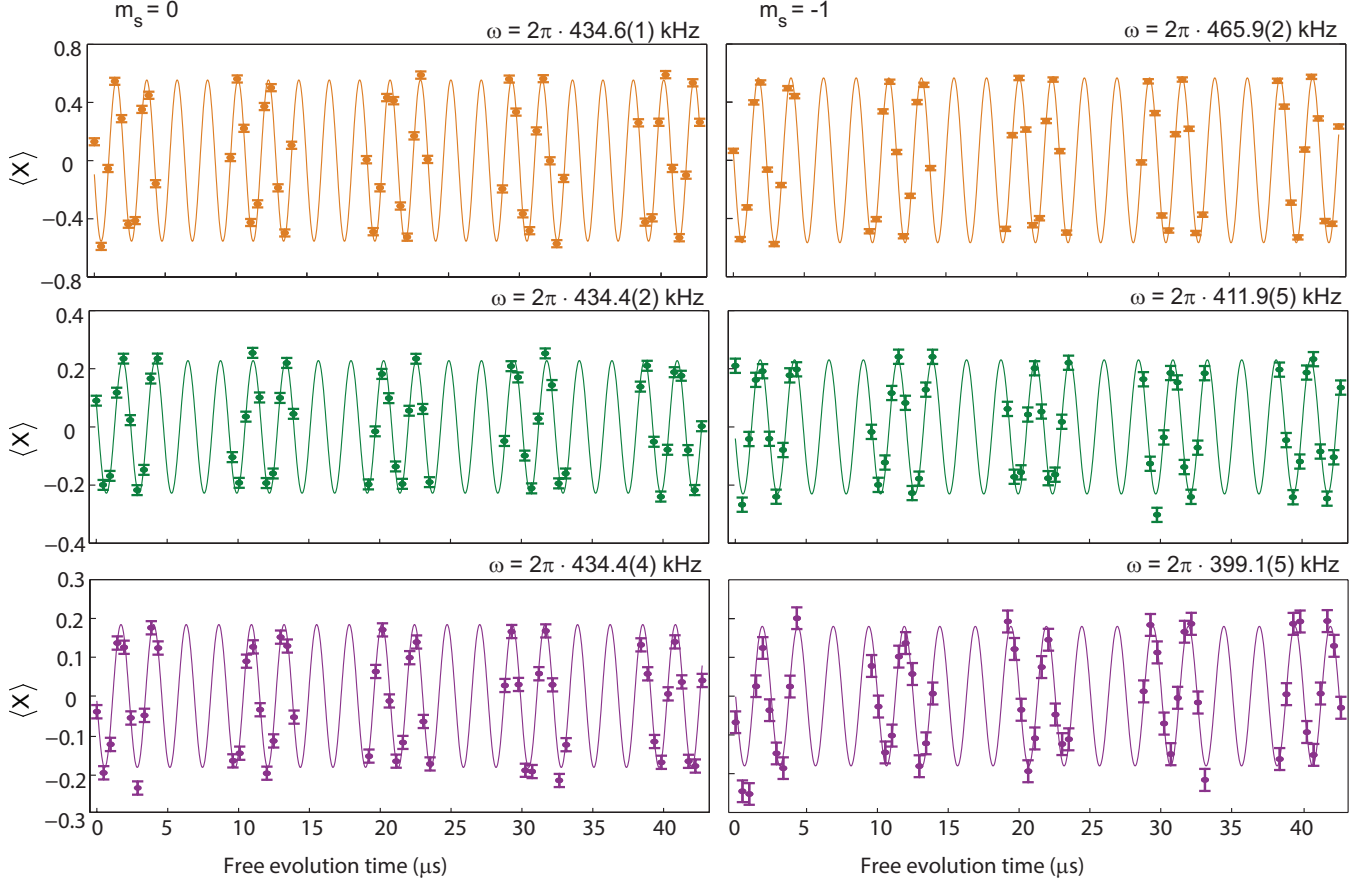 m_s = 0
m_s = -1
ω = 2π · 434.6(1) kHz
ω = 2π · 465.9(2) kHz
0.8
0.4
0
−0.4
−0.8
⟨X⟩
ω = 2π · 434.4(2) kHz
ω = 2π · 411.9(5) kHz
0.4
0.2
0
−0.2
−0.4
⟨X⟩
ω = 2π · 434.4(4) kHz
ω = 2π · 399.1(5) kHz
0.3
0.2
0.1
0
−0.1
−0.2
−0.3
⟨X⟩
0 5 10 15 20 25 30 35 40
0 5 10 15 20 25 30 35 40
Free evolution time (μs)
Free evolution time (μs)